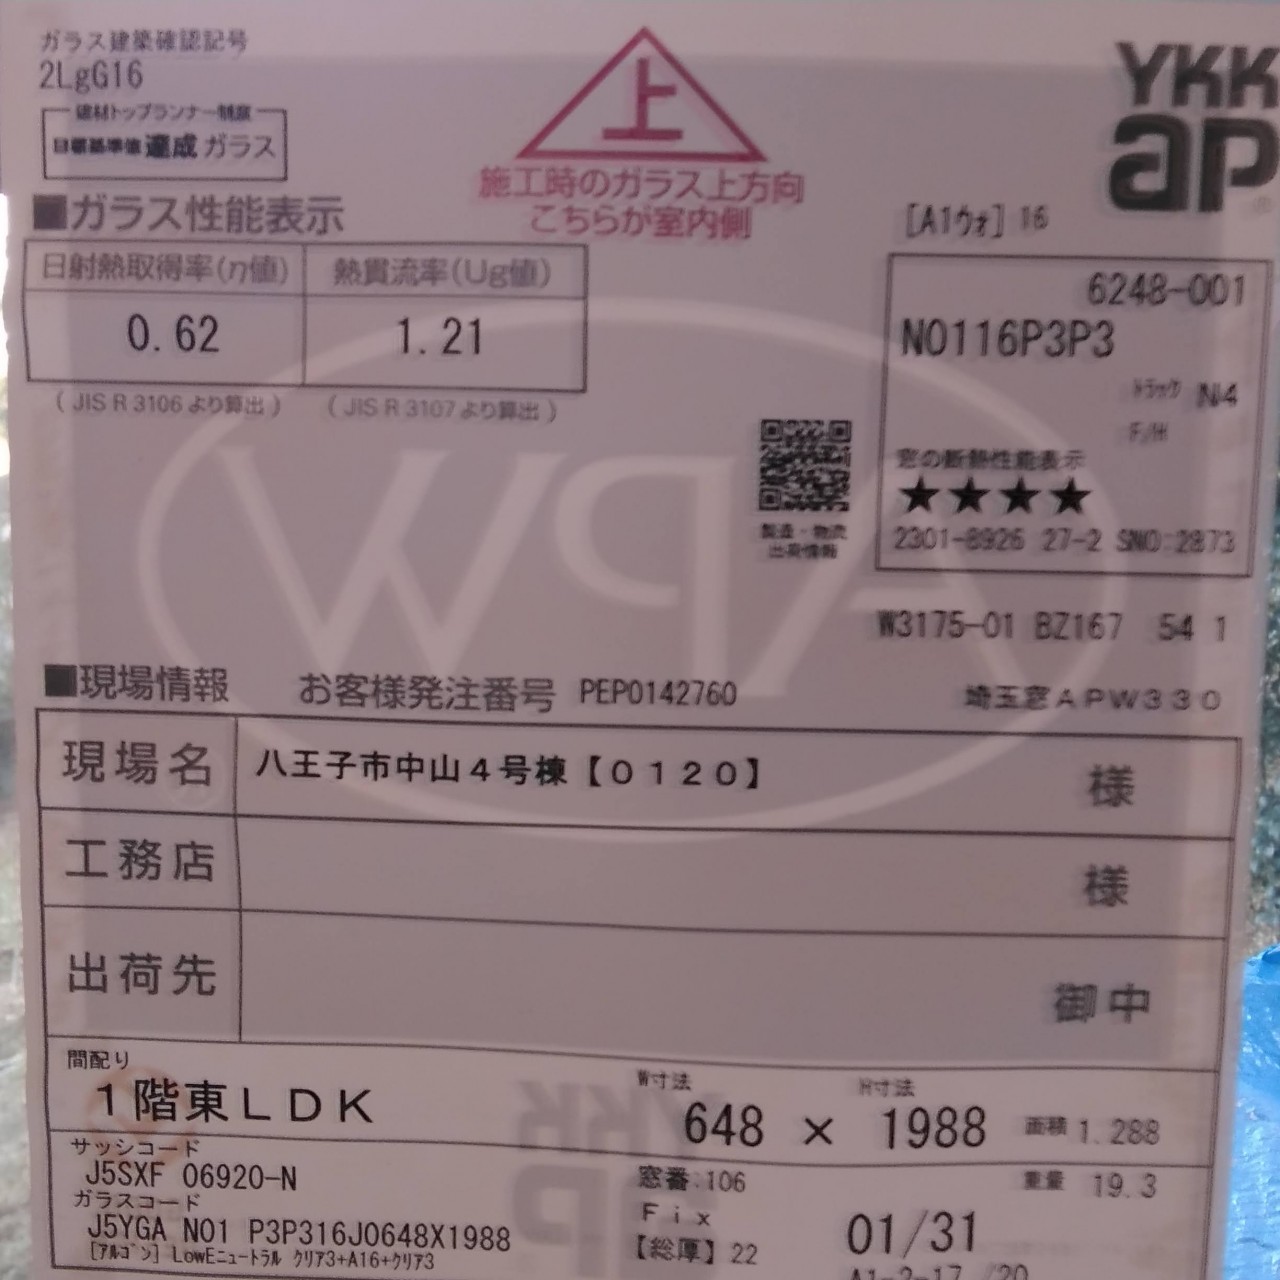 ガラス建築確認記号
2LgG16
建材トップランナー制度
目標基準値達成ガラス
上
施工時のガラス上方向
こちらが室内側
YKK
ap
■ガラス性能表示
[A1ウォ] 16
日射熱取得率(η値) 熱貫流率(Ug値)
0.62 1.21
(JIS R 3106より算出) (JIS R 3107より算出)
6248-001
N0116P3P3
トラック N4
F/H
窓の断熱性能表示
★★★★
2301-8926 27-2 SNO:2873
製造・物流
出荷情報
APW
W3175-01 BZ167 54 1
■現場情報 お客様発注番号 PEP0142760 埼玉窓APW330
現場名 八王子市中山4号棟【0120】 様
工務店 様
出荷先 御中
間配り
1階東LDK
W寸法 H寸法
648 × 1988 面積 1.288
サッシコード
J5SXF 06920-N
窓番:106 重量 19.3
ガラスコード
J5YGA N01 P3P316J0648X1988
Fix 01/31
[アルゴン] LowEニュートラル クリア3+A16+クリア3
【総厚】22